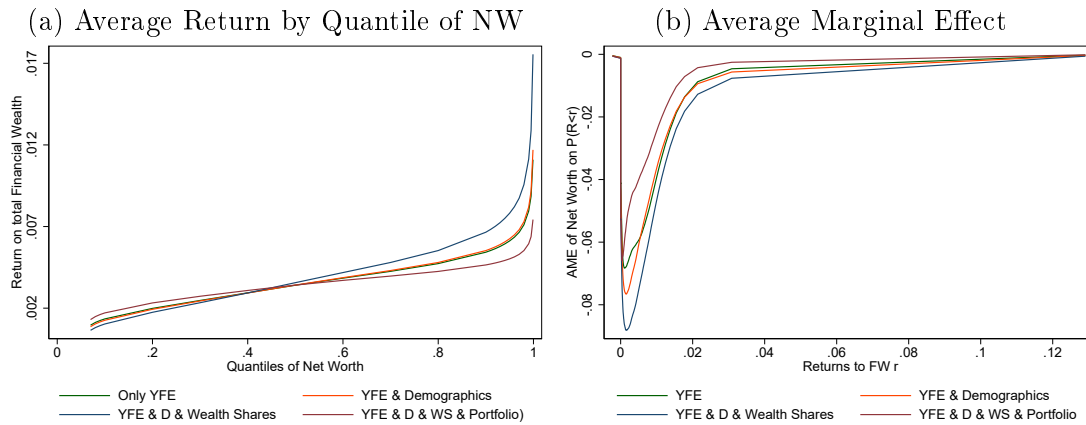 (a) Average Return by Quantile of NW
Return on total Financial Wealth
.017
.012
.007
.002
0
.2
.4
.6
.8
1
Quantiles of Net Worth
Only YFE
YFE & Demographics
YFE & D & Wealth Shares
YFE & D & WS & Portfolio)
(b) Average Marginal Effect
AME of Net Worth on P(R<r)
0
-.02
-.04
-.06
-.08
0
.02
.04
.06
.08
.1
.12
Returns to FW r
YFE
YFE & Demographics
YFE & D & Wealth Shares
YFE & D & WS & Portfolio